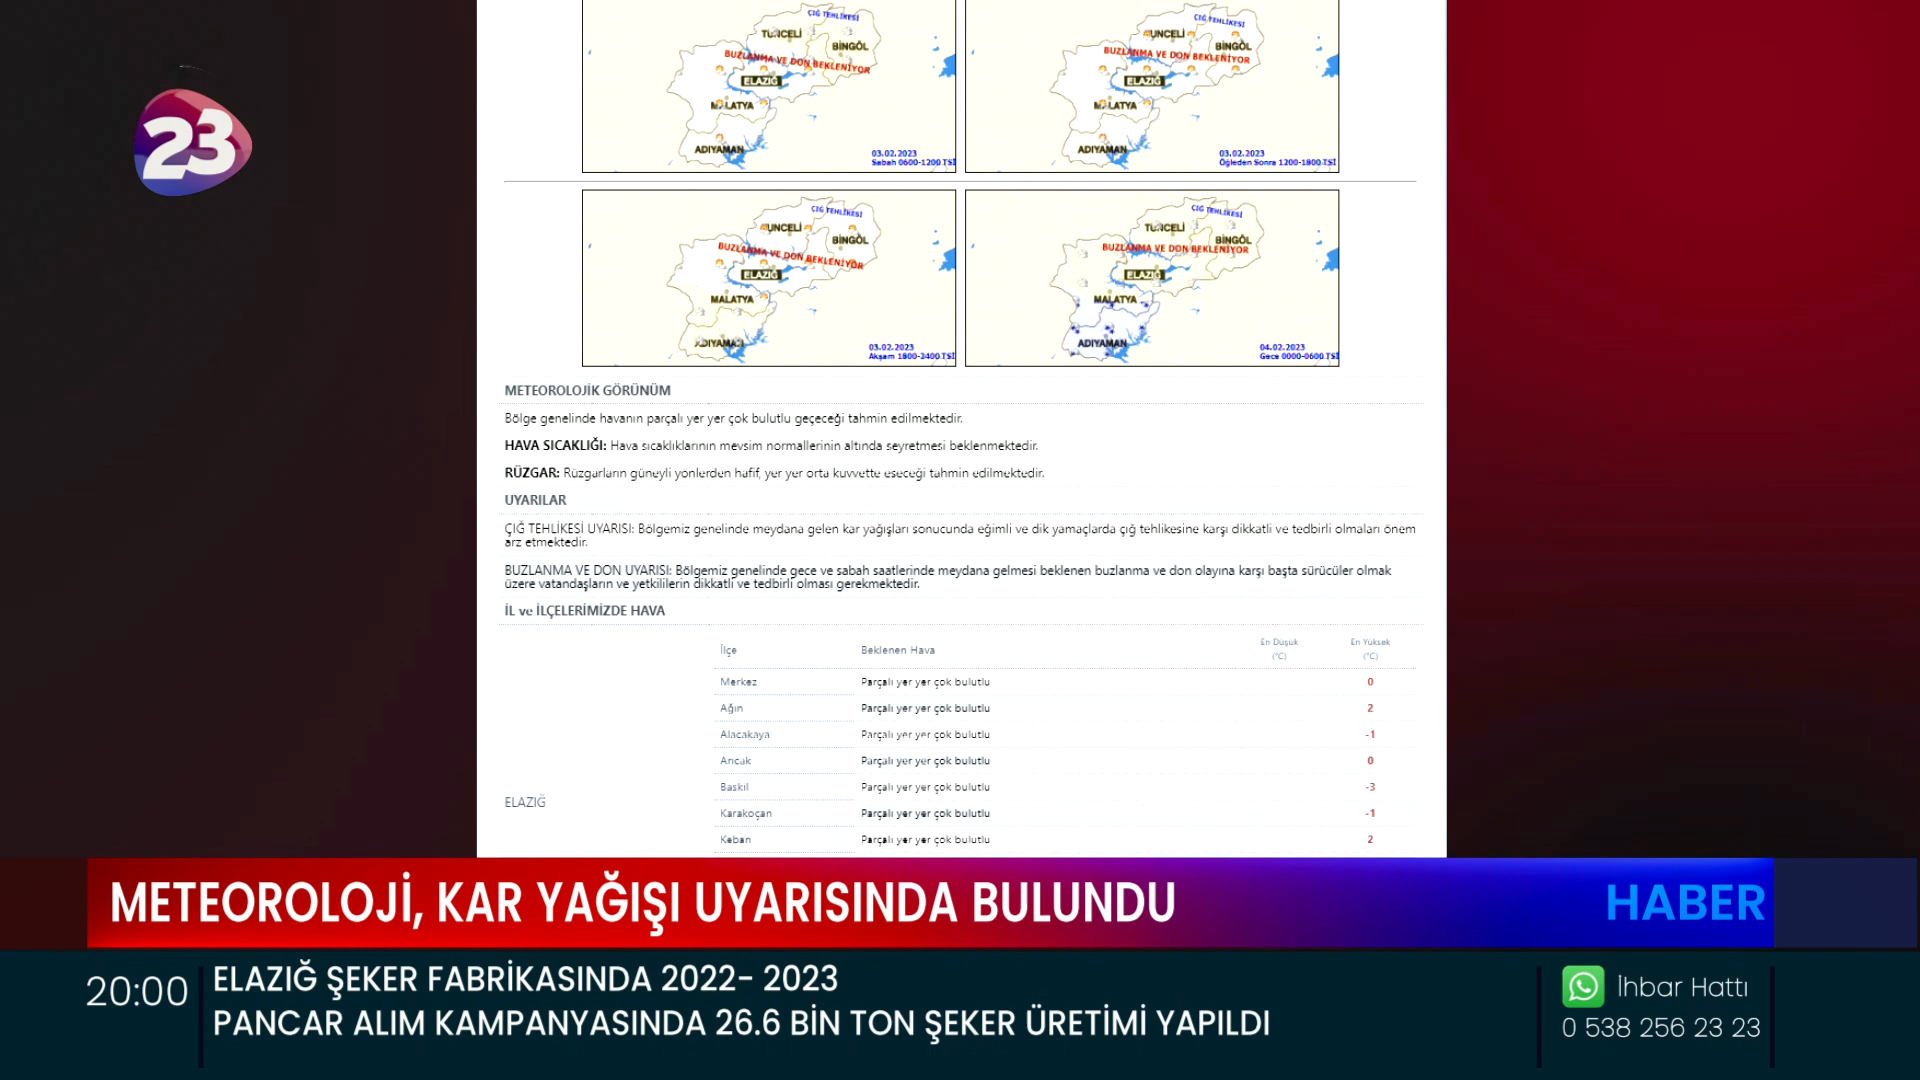 ÇIĞ TEHLİKESİ
TUNCELİ
BİNGÖL
BUZLANMA VE DON BEKLENİYOR
ELAZIĞ
MALATYA
ADIYAMAN
03.02.2023
Sabah 0600-1200 TSİ
ÇIĞ TEHLİKESİ
TUNCELİ
BİNGÖL
BUZLANMA VE DON BEKLENİYOR
ELAZIĞ
MALATYA
ADIYAMAN
03.02.2023
Öğleden Sonra 1200-1800 TSİ
23
ÇIĞ TEHLİKESİ
TUNCELİ
BİNGÖL
BUZLANMA VE DON BEKLENİYOR
ELAZIĞ
MALATYA
ADIYAMAN
03.02.2023
Akşam 1800-2400 TSİ
ÇIĞ TEHLİKESİ
TUNCELİ
BİNGÖL
BUZLANMA VE DON BEKLENİYOR
ELAZIĞ
MALATYA
ADIYAMAN
04.02.2023
Gece 0000-0600 TSİ
METEOROLOJİK GÖRÜNÜM
Bölge genelinde havanın parçalı yer yer çok bulutlu geçeceği tahmin edilmektedir.
HAVA SICAKLIĞI: Hava sıcaklıklarının mevsim normallerinin altında seyretmesi beklenmektedir.
RÜZGAR: Rüzgarların güneyli yönlerden hafif, yer yer orta kuvvette eseceği tahmin edilmektedir.
UYARILAR
ÇIĞ TEHLİKESİ UYARISI: Bölgemiz genelinde meydana gelen kar yağışları sonucunda eğimli ve dik yamaçlarda çığ tehlikesine karşı dikkatli ve tedbirli olmaları önem
arz etmektedir.
BUZLANMA VE DON UYARISI: Bölgemiz genelinde gece ve sabah saatlerinde meydana gelmesi beklenen buzlanma ve don olayına karşı başta sürücüler olmak
üzere vatandaşların ve yetkililerin dikkatli ve tedbirli olması gerekmektedir.
İL ve İLÇELERİMİZDE HAVA
İlçe Beklenen Hava En Düşük (°C) En Yüksek (°C)
Merkez Parçalı yer yer çok bulutlu 0
Ağın Parçalı yer yer çok bulutlu 2
Alacakaya Parçalı yer yer çok bulutlu -1
Arıcak Parçalı yer yer çok bulutlu 0
Baskil Parçalı yer yer çok bulutlu -3
ELAZIĞ
Karakoçan Parçalı yer yer çok bulutlu -1
Keban Parçalı yer yer çok bulutlu 2
METEOROLOJİ, KAR YAĞIŞI UYARISINDA BULUNDU
HABER
20:00
ELAZIĞ ŞEKER FABRİKASINDA 2022- 2023
PANCAR ALIM KAMPANYASINDA 26.6 BİN TON ŞEKER ÜRETİMİ YAPILDI
İhbar Hattı
0 538 256 23 23